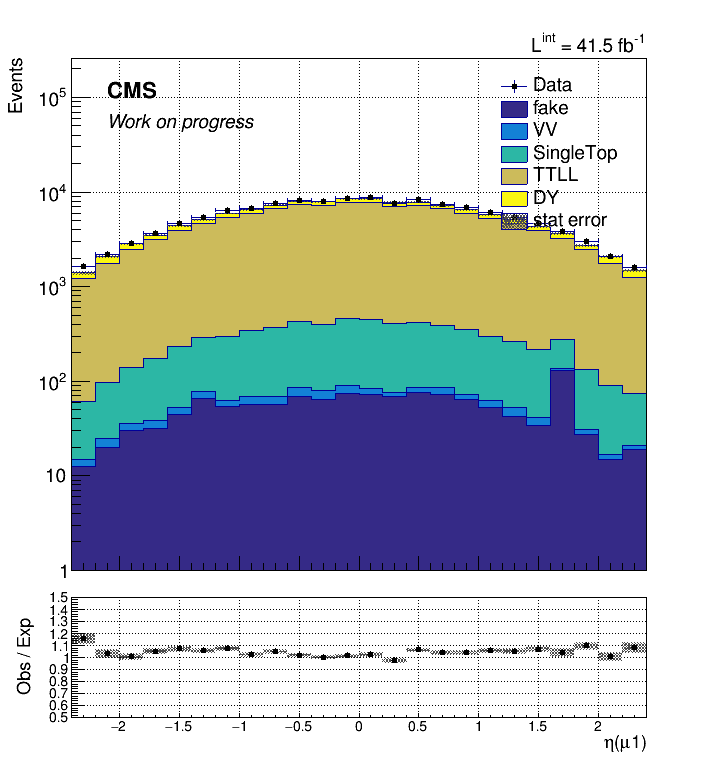 L^int = 41.5 fb^-1
Events
CMS
Work on progress
Data
fake
VV
SingleTop
TTLL
DY
stat error
10^5
10^4
10^3
10^2
10
1
Obs / Exp
1.5
1.4
1.3
1.2
1.1
1
0.9
0.8
0.7
0.6
0.5
−2 −1.5 −1 −0.5 0 0.5 1 1.5 2
η(μ1)